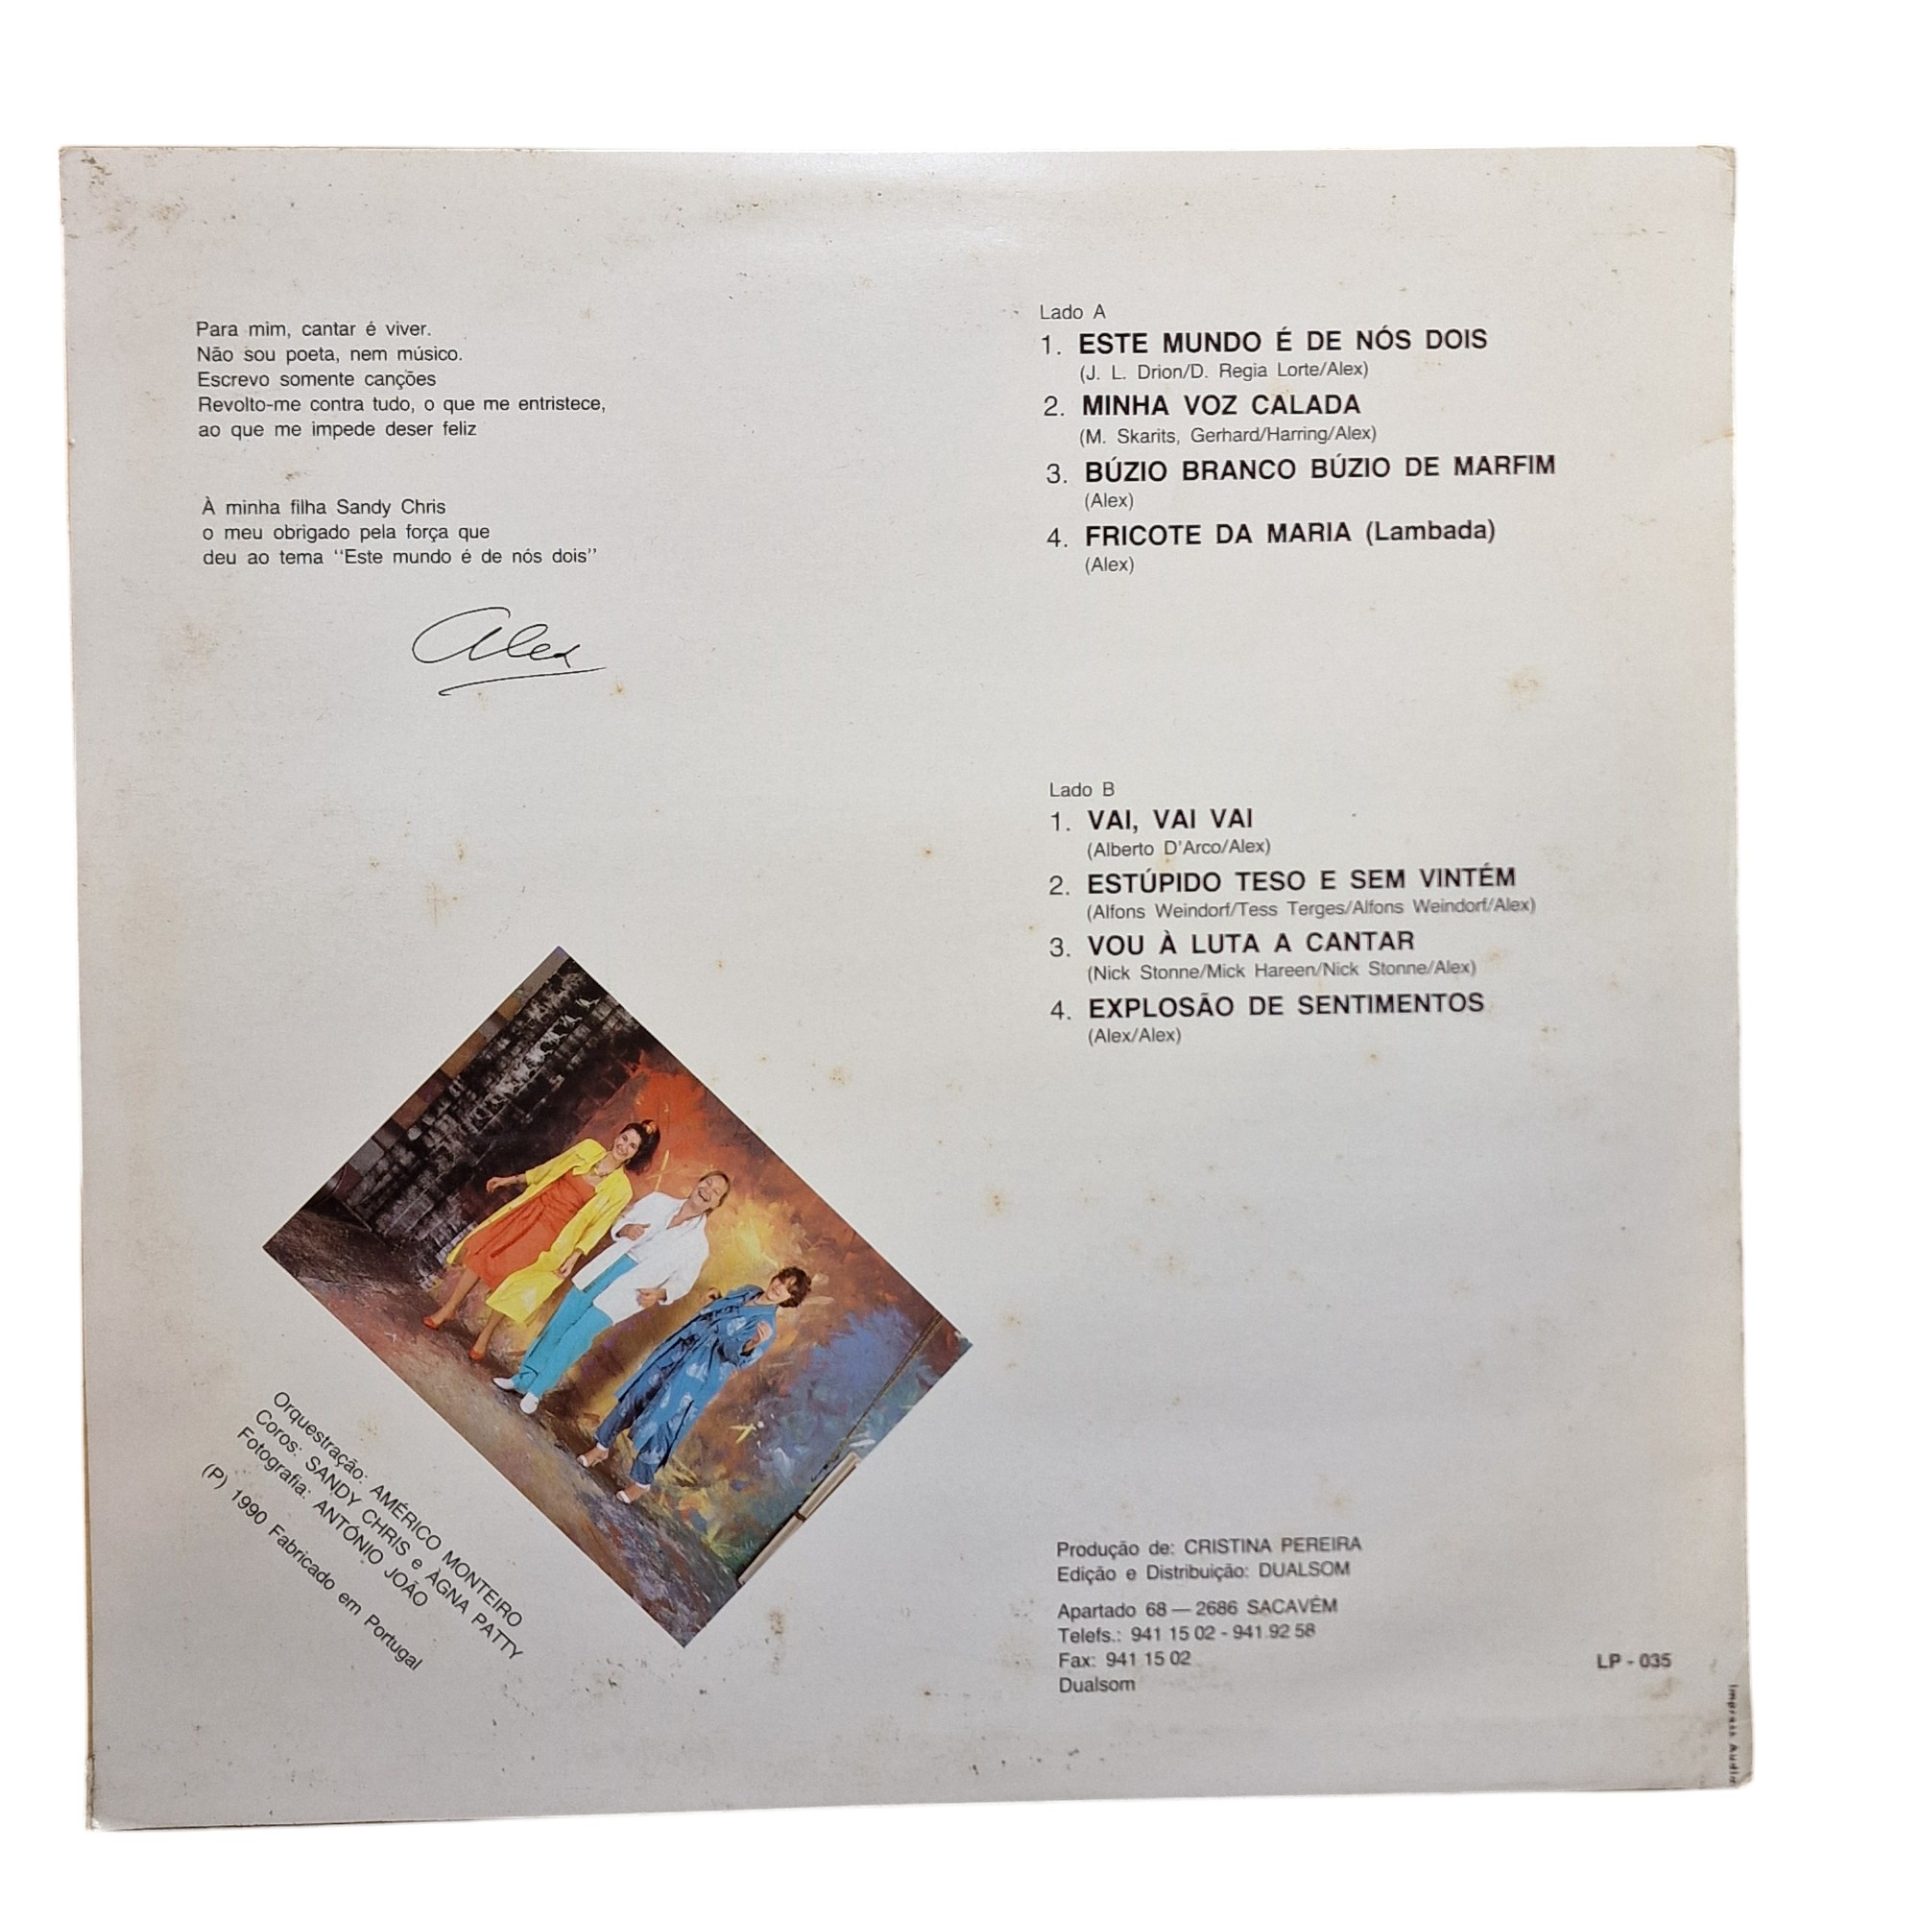 Para mim, cantar é viver.
Não sou poeta, nem músico.
Escrevo somente canções
Revolto-me contra tudo, o que me entristece,
ao que me impede deser feliz
À minha filha Sandy Chris
o meu obrigado pela força que
deu ao tema "Este mundo é de nós dois"
Alex
Lado A
1. ESTE MUNDO É DE NÓS DOIS
(J. L. Drion/D. Regia Lorte/Alex)
2. MINHA VOZ CALADA
(M. Skarits, Gerhard/Harring/Alex)
3. BÚZIO BRANCO BÚZIO DE MARFIM
(Alex)
4. FRICOTE DA MARIA (Lambada)
(Alex)
Lado B
1. VAI, VAI VAI
(Alberto D'Arco/Alex)
2. ESTÚPIDO TESO E SEM VINTÉM
(Alfons Weindorf/Tess Terges/Alfons Weindorf/Alex)
3. VOU À LUTA A CANTAR
(Nick Stonne/Mick Hareen/Nick Stonne/Alex)
4. EXPLOSÃO DE SENTIMENTOS
(Alex/Alex)
Orquestração: AMÉRICO MONTEIRO
Coros: SANDY CHRIS e ÀGNA PATTY
Fotografia: ANTÓNIO JOÃO
(P) 1990 Fabricado em Portugal
Produção de: CRISTINA PEREIRA
Edição e Distribuição: DUALSOM
Apartado 68 — 2686 SACAVÉM
Telefs.: 941 15 02 - 941 92 58
Fax: 941 15 02
Dualsom
LP - 035
Impress Audio